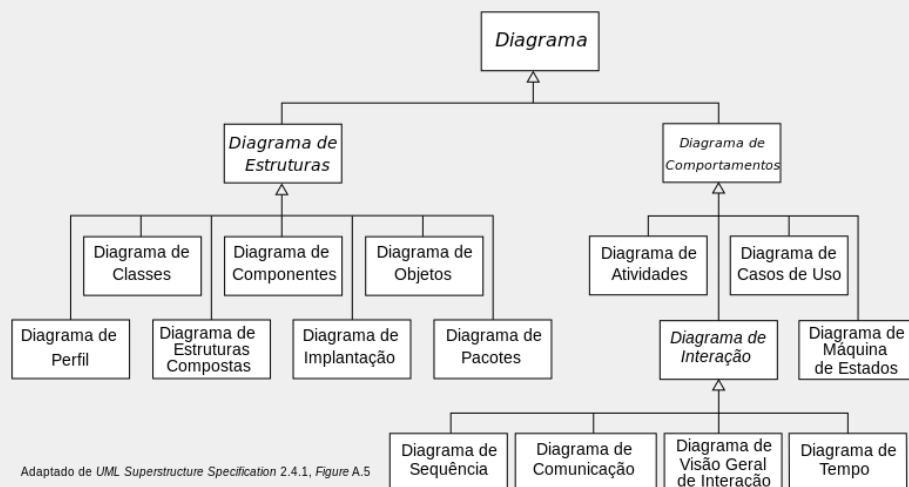 Diagrama
Diagrama de
Estruturas
Diagrama de
Comportamentos
Diagrama de
Classes
Diagrama de
Componentes
Diagrama de
Objetos
Diagrama de
Atividades
Diagrama de
Casos de Uso
Diagrama de
Perfil
Diagrama de
Estruturas
Compostas
Diagrama de
Implantação
Diagrama de
Pacotes
Diagrama de
Interação
Diagrama de
Máquina
de Estados
Diagrama de
Sequência
Diagrama de
Comunicação
Diagrama de
Visão Geral
de Interação
Diagrama de
Tempo
Adaptado de UML Superstructure Specification 2.4.1, Figure A.5